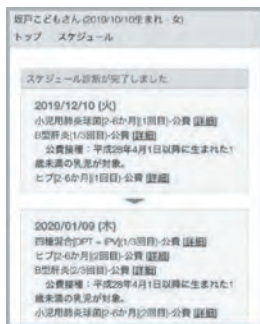 坂戸こどもさん(2019/10/10生まれ・女)
トップ スケジュール
スケジュール診断が完了しました
2019/12/10 (火)
小児用肺炎球菌[2-6か月](1回目)-公費 [詳細]
B型肝炎(1/3回目)-公費 [詳細]
公費接種：平成28年4月1日以降に生まれた1
歳未満の乳児が対象。
ヒブ[2-6か月](1回目)-公費 [詳細]
2020/01/09 (木)
四種混合[DPT + IPV](1/3回目)-公費 [詳細]
ヒブ[2-6か月](2回目)-公費 [詳細]
B型肝炎(2/3回目)-公費 [詳細]
公費接種：平成28年4月1日以降に生まれた1
歳未満の乳児が対象。
小児用肺炎球菌[2-6か月](2回目)-公費 [詳細]